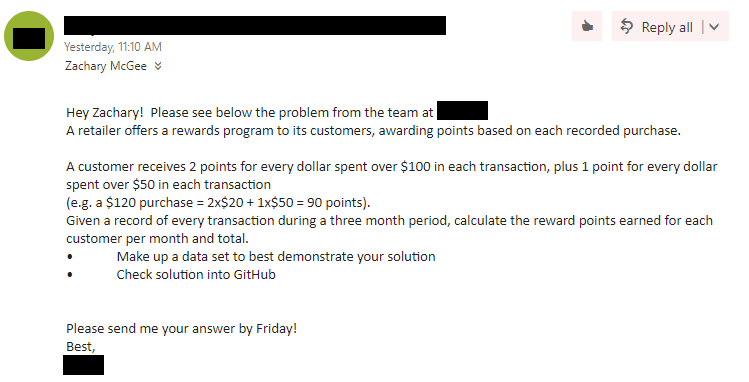 Yesterday, 11:10 AM
Reply all
Zachary McGee
Hey Zachary!  Please see below the problem from the team at
A retailer offers a rewards program to its customers, awarding points based on each recorded purchase.
A customer receives 2 points for every dollar spent over $100 in each transaction, plus 1 point for every dollar
spent over $50 in each transaction
(e.g. a $120 purchase = 2x$20 + 1x$50 = 90 points).
Given a record of every transaction during a three month period, calculate the reward points earned for each
customer per month and total.
• Make up a data set to best demonstrate your solution
• Check solution into GitHub
Please send me your answer by Friday!
Best,